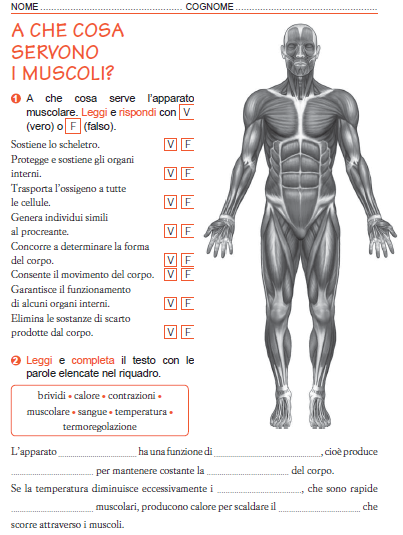 NOME ................................................ COGNOME ................................................
A CHE COSA
SERVONO
I MUSCOLI?
1 A che cosa serve l'apparato
muscolare. Leggi e rispondi con V
(vero) o F (falso).
Sostiene lo scheletro. V F
Protegge e sostiene gli organi
interni. V F
Trasporta l'ossigeno a tutte
le cellule. V F
Genera individui simili
al procreante. V F
Concorre a determinare la forma
del corpo. V F
Consente il movimento del corpo. V F
Garantisce il funzionamento
di alcuni organi interni. V F
Elimina le sostanze di scarto
prodotte dal corpo. V F
2 Leggi e completa il testo con le
parole elencate nel riquadro.
brividi • calore • contrazioni •
muscolare • sangue • temperatura •
termoregolazione
L'apparato ................................ ha una funzione di ................................, cioè produce
................................ per mantenere costante la ................................ del corpo.
Se la temperatura diminuisce eccessivamente i ................................, che sono rapide
................................ muscolari, producono calore per scaldare il ................................ che
scorre attraverso i muscoli.